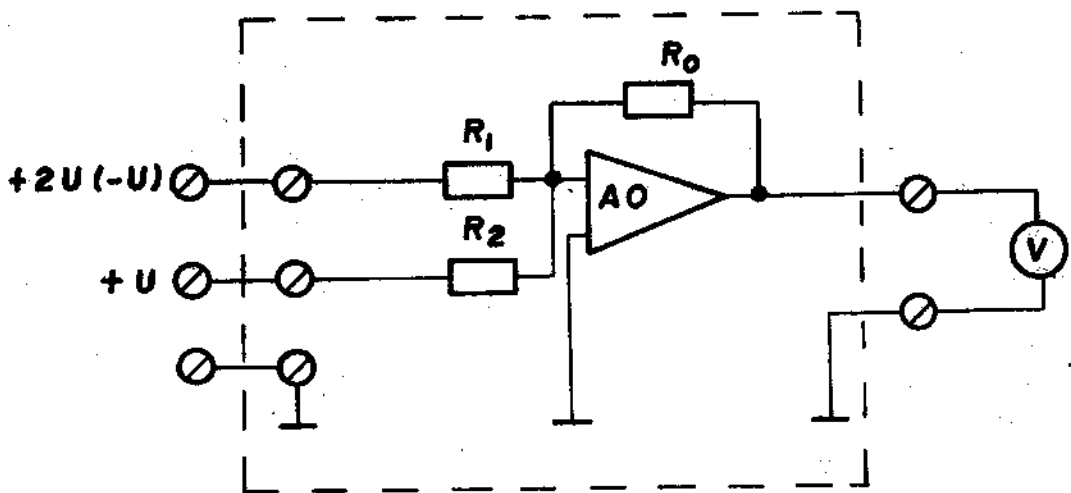 R₀
R₁
+2U(-U)
AO
R₂
V
+U